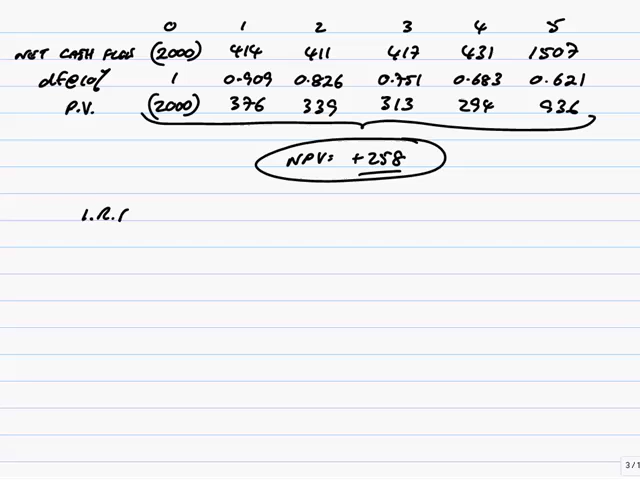 0 1 2 3 4 5
NET CASH FLOWS (2000) 414 411 417 431 1507
df@10% 1 0.909 0.826 0.751 0.683 0.621
P.V. (2000) 376 339 313 294 936
NPV: +258
I.R.
3/1